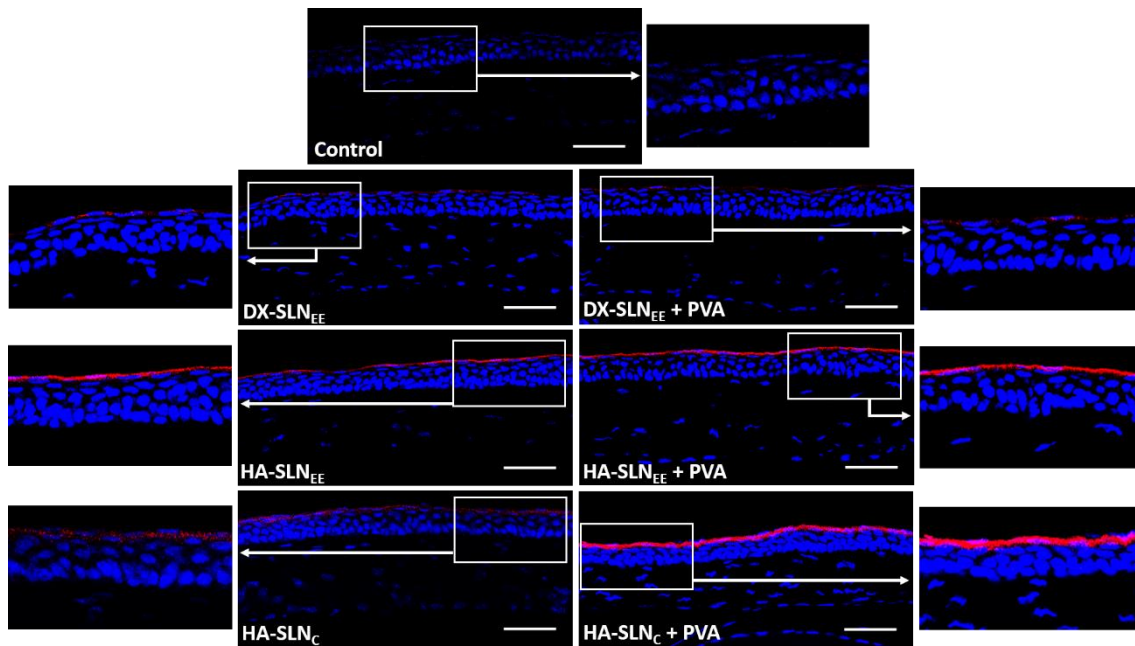 Control
DX-SLNEE
DX-SLNEE + PVA
HA-SLNEE
HA-SLNEE + PVA
HA-SLNC
HA-SLNC + PVA